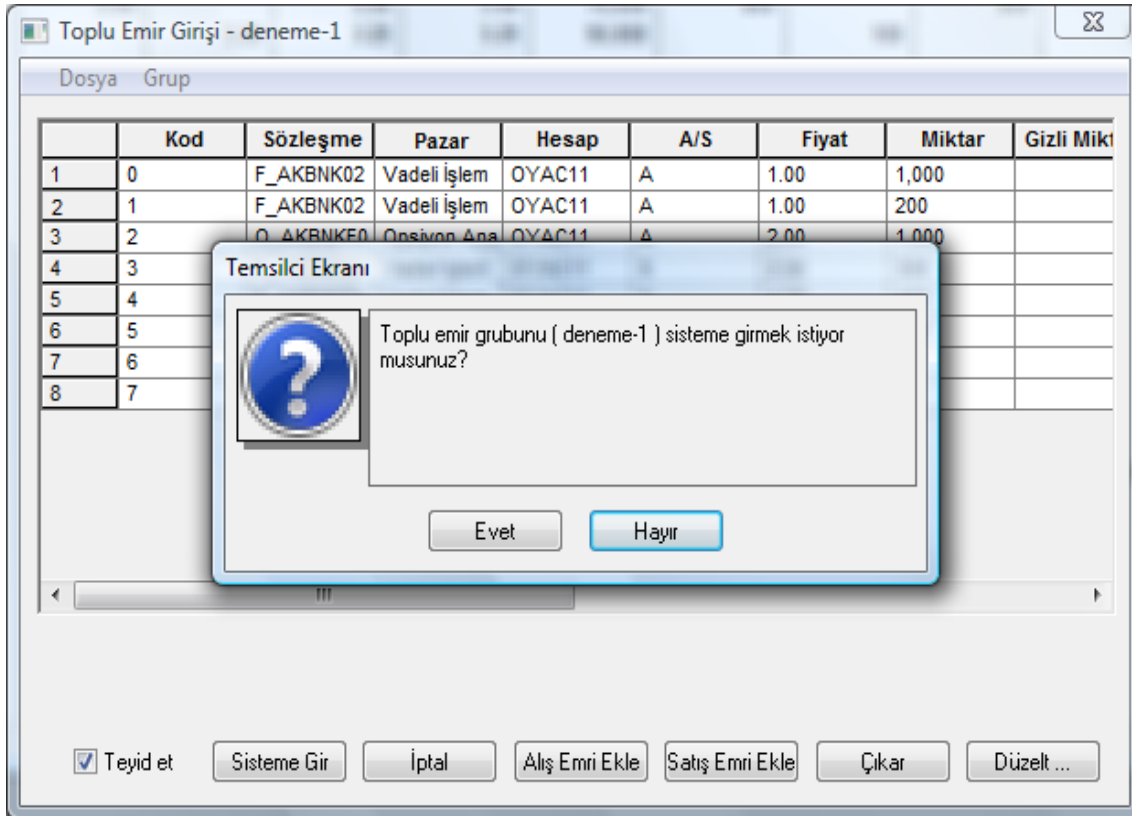 Toplu Emir Girişi - deneme-1
Dosya Grup
Kod Sözleşme Pazar Hesap A/S Fiyat Miktar Gizli Mikt
1 0 F_AKBNK02 Vadeli İşlem OYAC11 A 1.00 1,000
2 1 F_AKBNK02 Vadeli İşlem OYAC11 A 1.00 200
3 2 O_AKBNKE0 Opsiyon Ana OYAC11 A 2.00 1,000
4 3
5 4
6 5
7 6
8 7
Temsilci Ekranı
Toplu emir grubunu ( deneme-1 ) sisteme girmek istiyor
musunuz?
Evet Hayır
Teyid et Sisteme Gir İptal Alış Emri Ekle Satış Emri Ekle Çıkar Düzelt ...